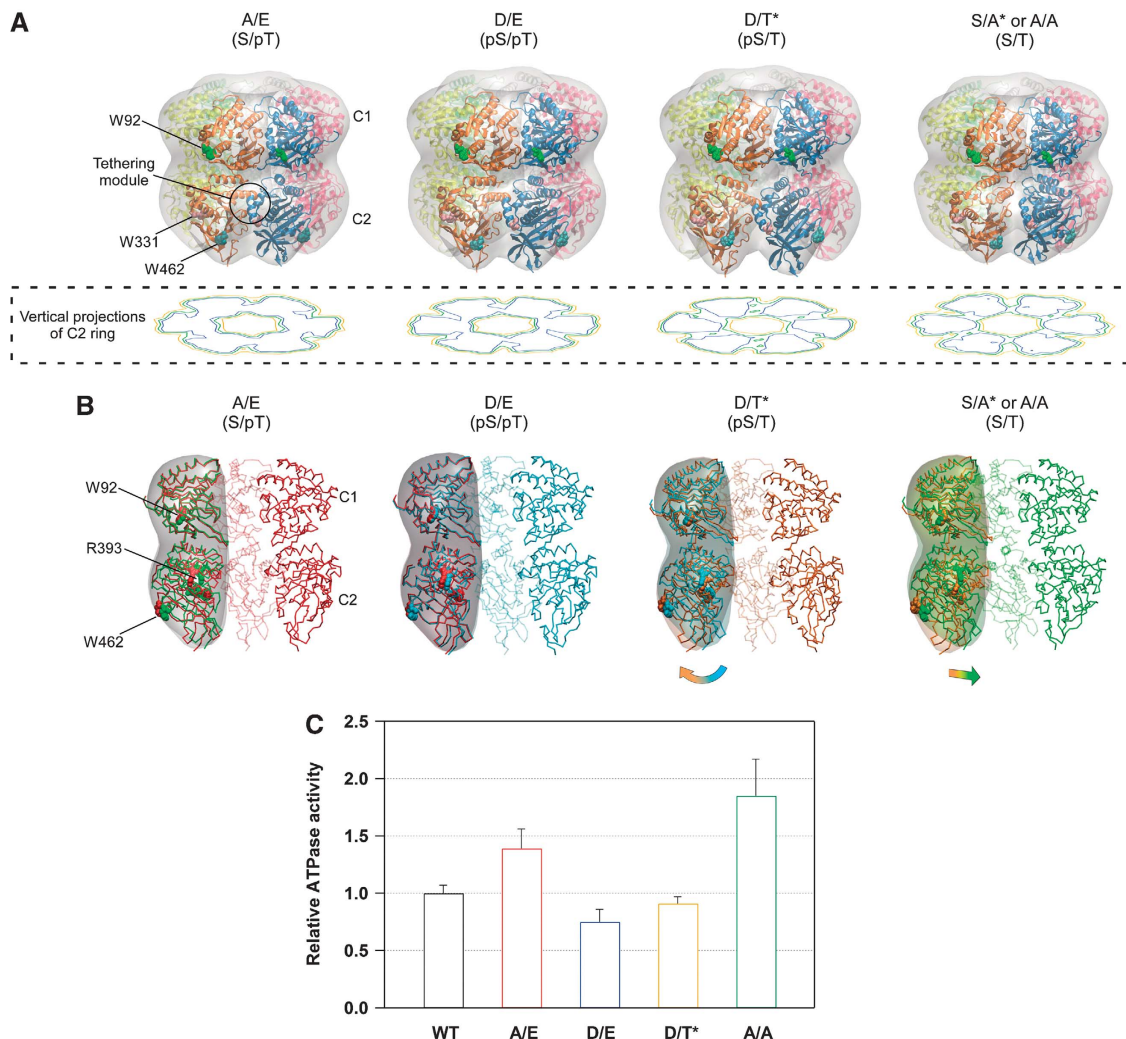 A
A/E
(S/pT)
D/E
(pS/pT)
D/T*
(pS/T)
S/A* or A/A
(S/T)
W92
C1
Tethering
module
C2
W331
W462
Vertical projections
of C2 ring
B
A/E
(S/pT)
D/E
(pS/pT)
D/T*
(pS/T)
S/A* or A/A
(S/T)
W92
C1
R393
C2
W462
C
Relative ATPase activity
2.5
2.0
1.5
1.0
0.5
0.0
WT A/E D/E D/T* A/A